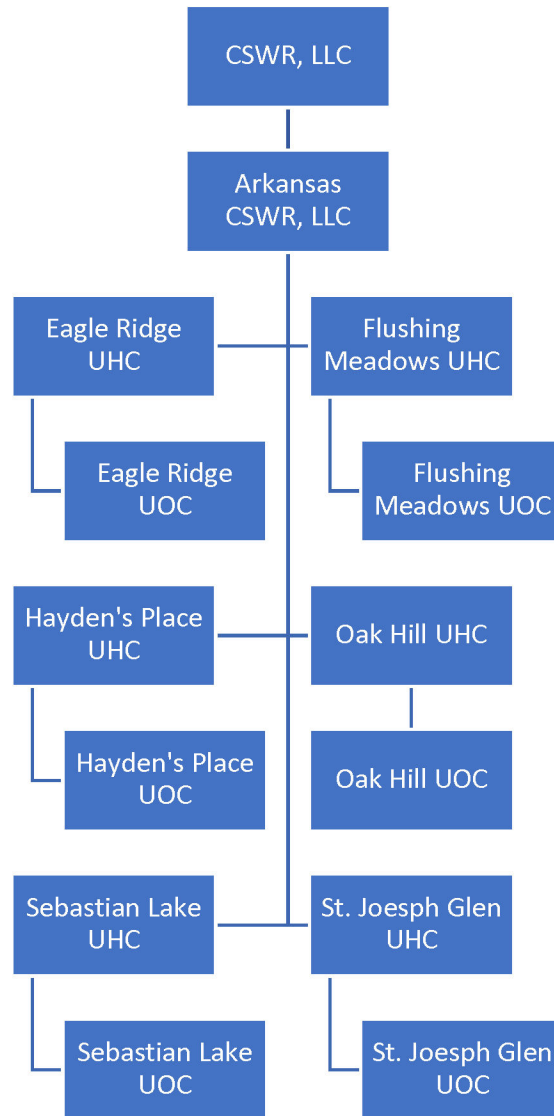 CSWR, LLC
Arkansas
CSWR, LLC
Eagle Ridge
UHC
Flushing
Meadows UHC
Eagle Ridge
UOC
Flushing
Meadows UOC
Hayden's Place
UHC
Oak Hill UHC
Hayden's Place
UOC
Oak Hill UOC
Sebastian Lake
UHC
St. Joesph Glen
UHC
Sebastian Lake
UOC
St. Joesph Glen
UOC